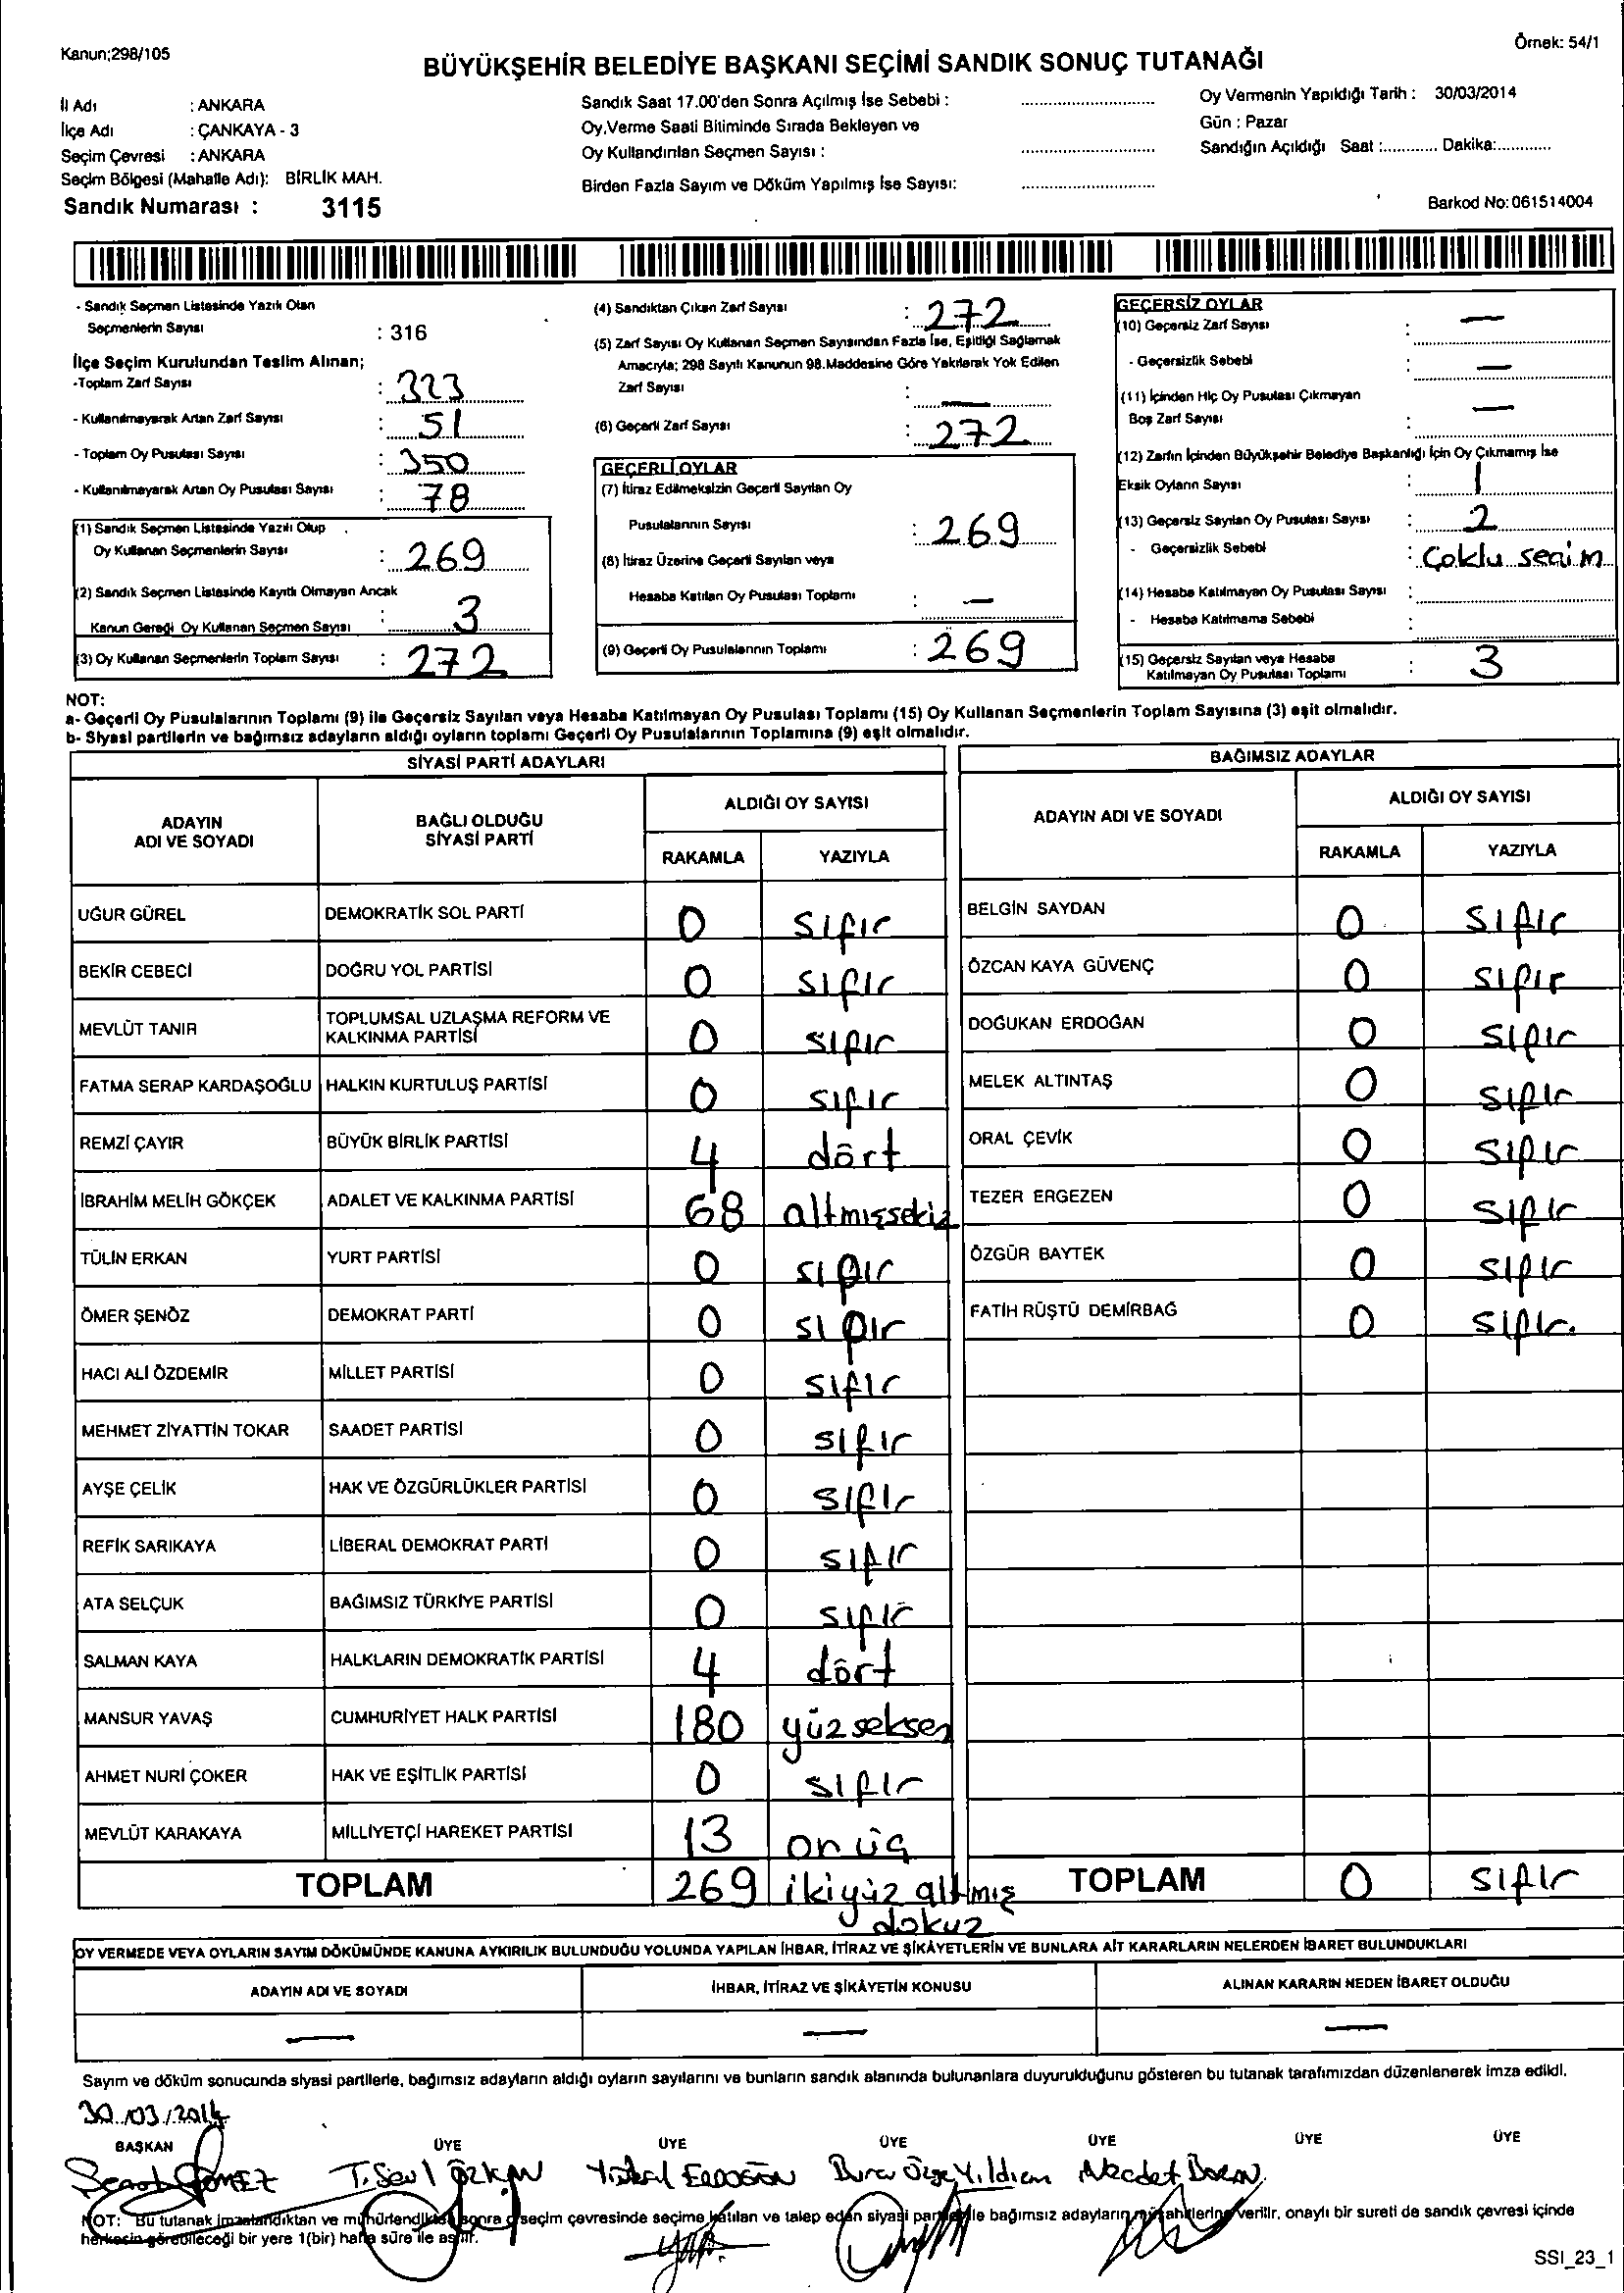 Kanun;298/105
Örnek: 54/1
BÜYÜKŞEHİR BELEDİYE BAŞKANI SEÇİMİ SANDIK SONUÇ TUTANAĞI
İl Adı : ANKARA
İlçe Adı : ÇANKAYA - 3
Seçim Çevresi : ANKARA
Seçim Bölgesi (Mahalle Adı): BİRLİK MAH.
Sandık Numarası : 3115
Sandık Saat 17.00'den Sonra Açılmış İse Sebebi :
Oy,Verme Saati Bitiminde Sırada Bekleyen ve
Oy Kullandırılan Seçmen Sayısı :
Birden Fazla Sayım ve Döküm Yapılmış İse Sayısı:
Oy Vermenin Yapıldığı Tarih : 30/03/2014
Gün : Pazar
Sandığın Açıldığı Saat :............ Dakika:............
Barkod No:061514004
- Sandık Seçmen Listesinde Yazılı Olan
Seçmenlerin Sayısı : 316
İlçe Seçim Kurulundan Teslim Alınan;
-Toplam Zarf Sayısı : 323
- Kullanılmayarak Artan Zarf Sayısı : 51
- Toplam Oy Pusulası Sayısı : 350
- Kullanılmayarak Artan Oy Pusulası Sayısı : 78
(1) Sandık Seçmen Listesinde Yazılı Olup
Oy Kullanan Seçmenlerin Sayısı : 269
(2) Sandık Seçmen Listesinde Kayıtlı Olmayan Ancak
Kanun Gereği Oy Kullanan Seçmen Sayısı : 3
(3) Oy Kullanan Seçmenlerin Toplam Sayısı : 272
(4) Sandıktan Çıkan Zarf Sayısı : 272
(5) Zarf Sayısı Oy Kullanan Seçmen Sayısından Fazla İse, Eşitliği Sağlamak
Amacıyla; 298 Sayılı Kanunun 98.Maddesine Göre Yakılarak Yok Edilen
Zarf Sayısı : —
(6) Geçerli Zarf Sayısı : 272
GEÇERLİ OYLAR
(7) İtiraz Edilmeksizin Geçerli Sayılan Oy
Pusulalarının Sayısı : 269
(8) İtiraz Üzerine Geçerli Sayılan veya
Hesaba Katılan Oy Pusulası Toplamı : —
(9) Geçerli Oy Pusulalarının Toplamı : 269
GEÇERSİZ OYLAR
(10) Geçersiz Zarf Sayısı : —
- Geçersizlik Sebebi : —
(11) İçinden Hiç Oy Pusulası Çıkmayan
Boş Zarf Sayısı : —
(12) Zarfın İçinden Büyükşehir Belediye Başkanlığı İçin Oy Çıkmamış İse
Eksik Oyların Sayısı : 1
(13) Geçersiz Sayılan Oy Pusulası Sayısı : 2
- Geçersizlik Sebebi : Çoklu seçim
(14) Hesaba Katılmayan Oy Pusulası Sayısı :
- Hesaba Katılmama Sebebi :
(15) Geçersiz Sayılan veya Hesaba
Katılmayan Oy Pusulası Toplamı : 3
NOT:
a- Geçerli Oy Pusulalarının Toplamı (9) ile Geçersiz Sayılan veya Hesaba Katılmayan Oy Pusulası Toplamı (15) Oy Kullanan Seçmenlerin Toplam Sayısına (3) eşit olmalıdır.
b- Siyasi partilerin ve bağımsız adayların aldığı oyların toplamı Geçerli Oy Pusulalarının Toplamına (9) eşit olmalıdır.
SİYASİ PARTİ ADAYLARI
ADAYIN ADI VE SOYADI BAĞLI OLDUĞU SİYASİ PARTİ ALDIĞI OY SAYISI
RAKAMLA YAZIYLA
UĞUR GÜREL DEMOKRATİK SOL PARTİ 0 sıfır
BEKİR CEBECİ DOĞRU YOL PARTİSİ 0 sıfır
MEVLÜT TANIR TOPLUMSAL UZLAŞMA REFORM VE KALKINMA PARTİSİ 0 sıfır
FATMA SERAP KARDAŞOĞLU HALKIN KURTULUŞ PARTİSİ 0 sıfır
REMZİ ÇAYIR BÜYÜK BİRLİK PARTİSİ 4 dört
İBRAHİM MELİH GÖKÇEK ADALET VE KALKINMA PARTİSİ 68 altmışsekiz
TÜLİN ERKAN YURT PARTİSİ 0 sıfır
ÖMER ŞENÖZ DEMOKRAT PARTİ 0 sıfır
HACI ALİ ÖZDEMİR MİLLET PARTİSİ 0 sıfır
MEHMET ZİYATTİN TOKAR SAADET PARTİSİ 0 sıfır
AYŞE ÇELİK HAK VE ÖZGÜRLÜKLER PARTİSİ 0 sıfır
REFİK SARIKAYA LİBERAL DEMOKRAT PARTİ 0 sıfır
ATA SELÇUK BAĞIMSIZ TÜRKİYE PARTİSİ 0 sıfır
SALMAN KAYA HALKLARIN DEMOKRATİK PARTİSİ 4 dört
MANSUR YAVAŞ CUMHURİYET HALK PARTİSİ 180 yüzseksen
AHMET NURİ ÇOKER HAK VE EŞİTLİK PARTİSİ 0 sıfır
MEVLÜT KARAKAYA MİLLİYETÇİ HAREKET PARTİSİ 13 onüç
TOPLAM 269 ikiyüz altmış
dokuz
BAĞIMSIZ ADAYLAR
ADAYIN ADI VE SOYADI ALDIĞI OY SAYISI
RAKAMLA YAZIYLA
BELGİN SAYDAN 0 sıfır
ÖZCAN KAYA GÜVENÇ 0 sıfır
DOĞUKAN ERDOĞAN 0 sıfır
MELEK ALTINTAŞ 0 sıfır
ORAL ÇEVİK 0 sıfır
TEZER ERGEZEN 0 sıfır
ÖZGÜR BAYTEK 0 sıfır
FATİH RÜŞTÜ DEMİRBAĞ 0 sıfır.
TOPLAM 0 sıfır
OY VERMEDE VEYA OYLARIN SAYIM DÖKÜMÜNDE KANUNA AYKIRILIK BULUNDUĞU YOLUNDA YAPILAN İHBAR, İTİRAZ VE ŞİKÂYETLERİN VE BUNLARA AİT KARARLARIN NELERDEN İBARET BULUNDUKLARI
ADAYIN ADI VE SOYADI İHBAR, İTİRAZ VE ŞİKÂYETİN KONUSU ALINAN KARARIN NEDEN İBARET OLDUĞU
— — —
Sayım ve döküm sonucunda siyasi partilerle, bağımsız adayların aldığı oyların sayılarını ve bunların sandık alanında bulunanlara duyurulduğunu gösteren bu tutanak tarafımızdan düzenlenerek imza edildi.
30.03.2014
BAŞKAN ÜYE ÜYE ÜYE ÜYE ÜYE ÜYE
ÖZKAN ERDOĞAN Burcu Özge Yıldırım Necdet
NOT: Bu tutanak imzalandıktan ve mühürlendikten sonra seçim çevresinde seçime katılan ve talep eden siyasi parti ile bağımsız adayların müşahitlerine verilir, onaylı bir sureti de sandık çevresi içinde
herkesin görebileceği bir yere 1(bir) hafta süre ile asılır.
SSI_23_1